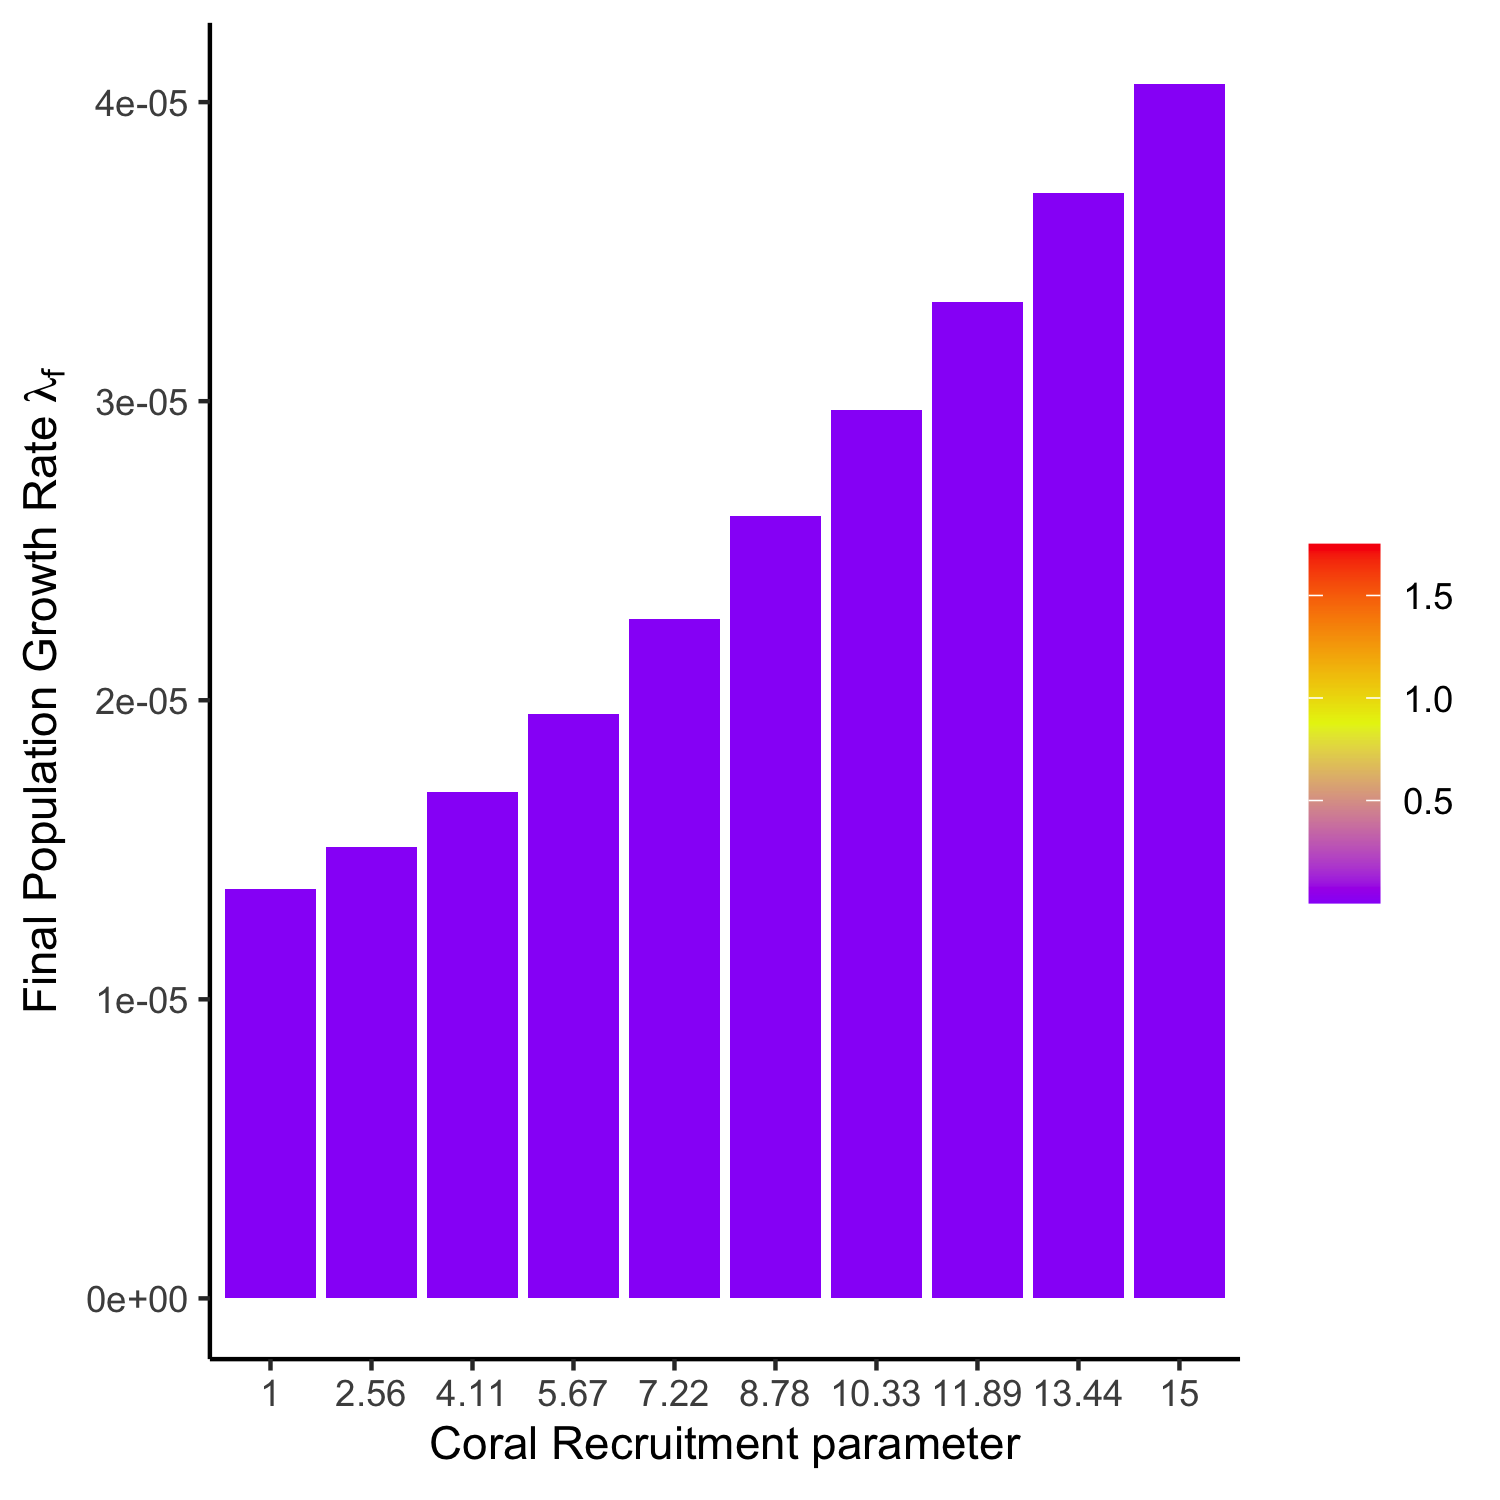 Final Population Growth Rate λf
4e-05
3e-05
2e-05
1e-05
0e+00
1 2.56 4.11 5.67 7.22 8.78 10.33 11.89 13.44 15
Coral Recruitment parameter
1.5
1.0
0.5